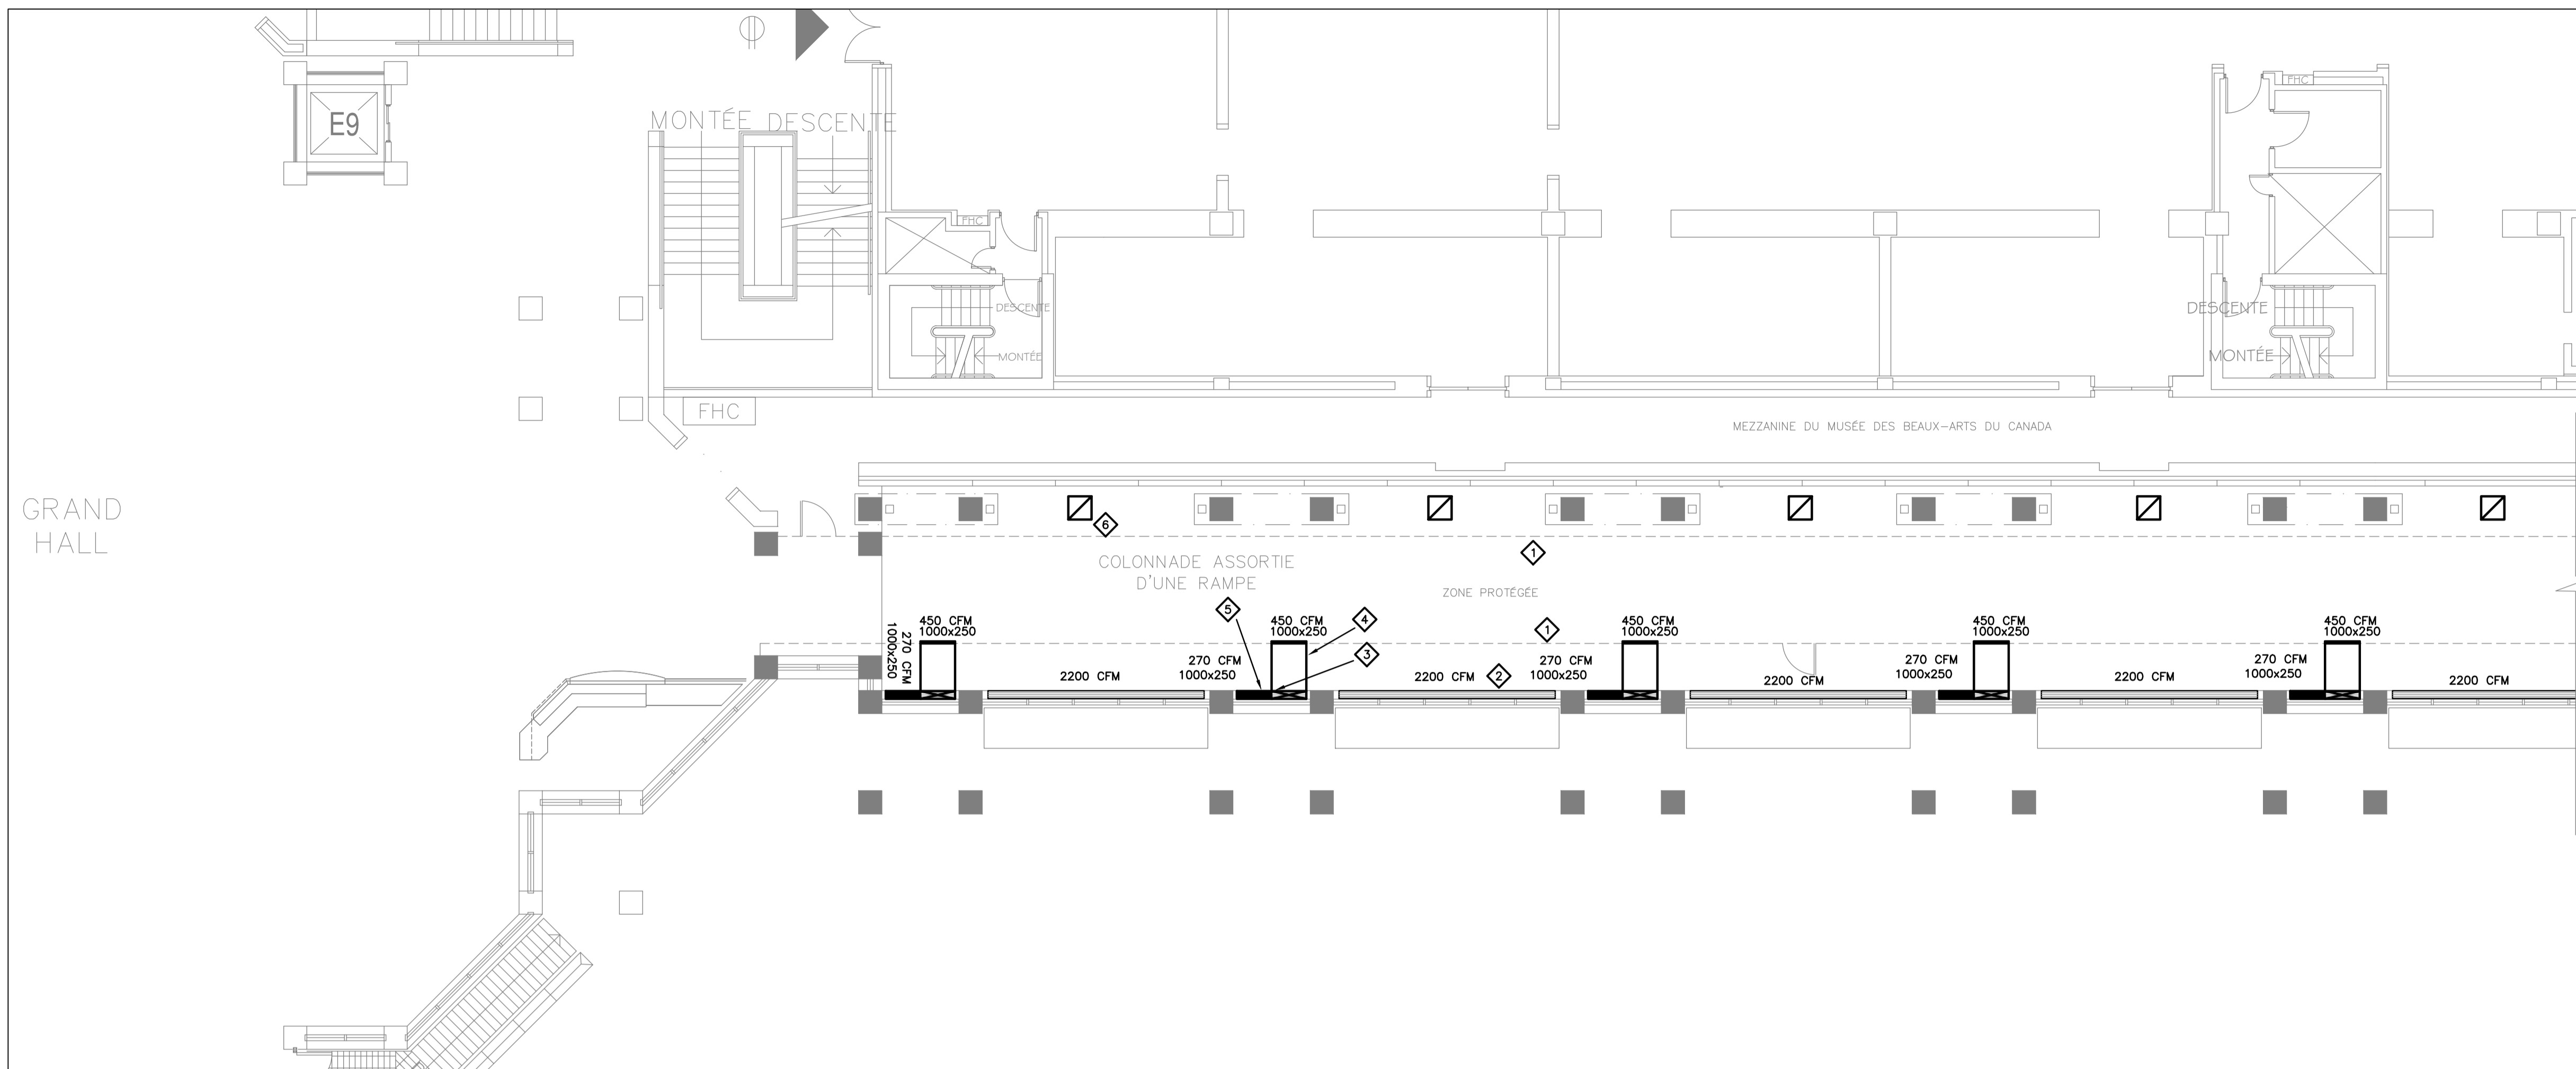 FHC
E9
MONTÉE DESCENTE
FHC
DESCENTE
MONTÉE
DESCENTE
MONTÉE
FHC
MEZZANINE DU MUSÉE DES BEAUX-ARTS DU CANADA
GRAND
HALL
6
1
COLONNADE ASSORTIE
D'UNE RAMPE
ZONE PROTÉGÉE
5
4
1
3
2
270 CFM
1000x250
450 CFM
1000x250
2200 CFM
270 CFM
1000x250
450 CFM
1000x250
2200 CFM
270 CFM
1000x250
450 CFM
1000x250
2200 CFM
270 CFM
1000x250
450 CFM
1000x250
2200 CFM
270 CFM
1000x250
450 CFM
1000x250
2200 CFM